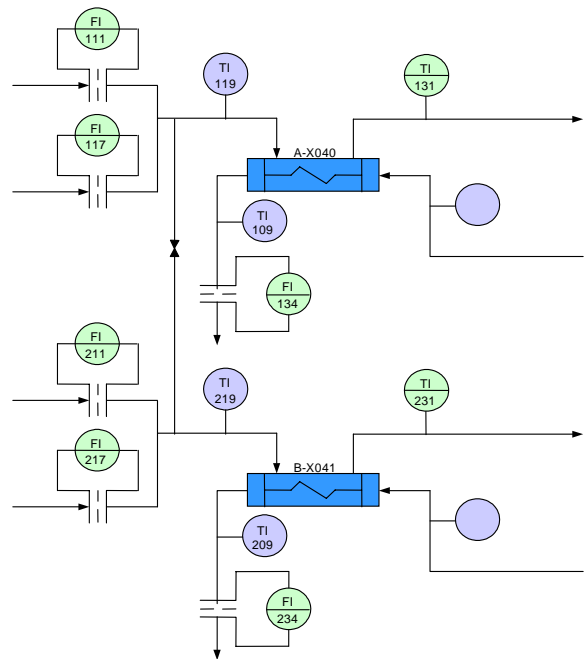 FI
111
TI
119
TI
131
FI
117
A-X040
TI
109
FI
134
FI
211
TI
219
TI
231
FI
217
B-X041
TI
209
FI
234